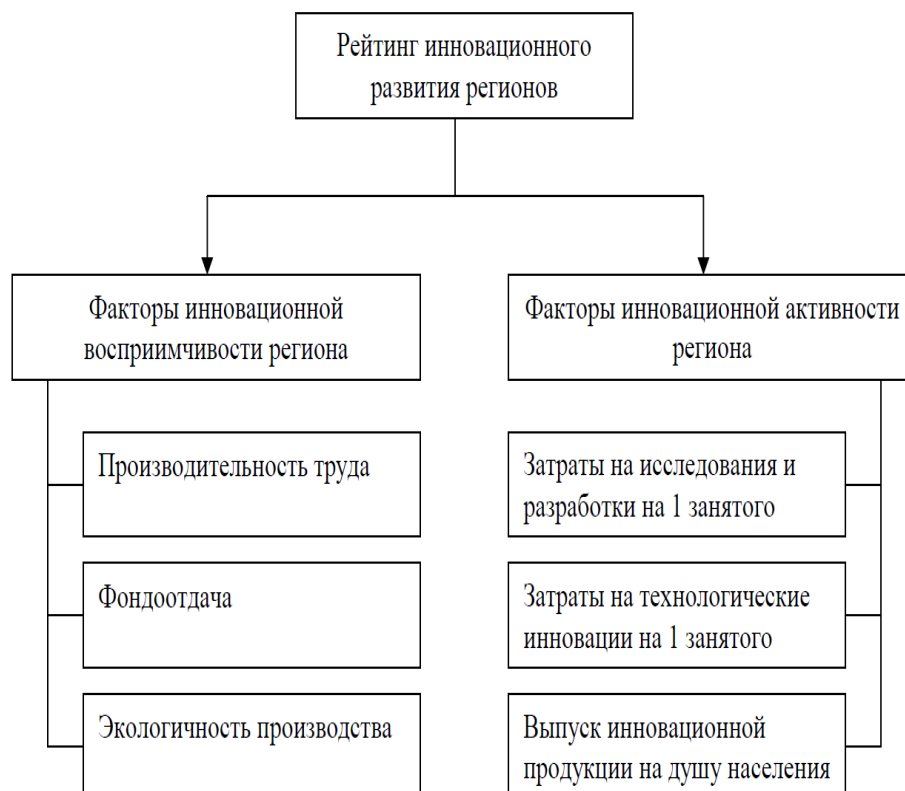 Рейтинг инновационного
развития регионов
Факторы инновационной
восприимчивости региона
Производительность труда
Фондоотдача
Экологичность производства
Факторы инновационной активности
региона
Затраты на исследования и
разработки на 1 занятого
Затраты на технологические
инновации на 1 занятого
Выпуск инновационной
продукции на душу населения